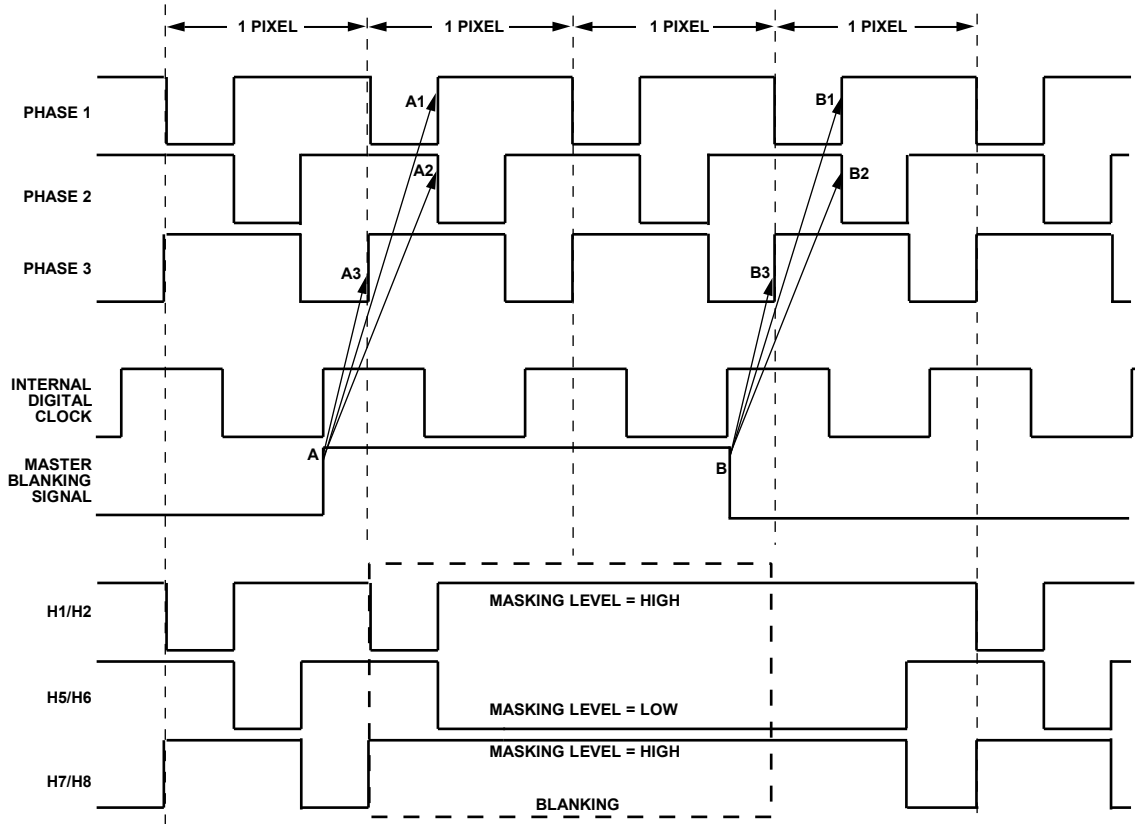 1 PIXEL 1 PIXEL 1 PIXEL 1 PIXEL
PHASE 1
A1
B1
PHASE 2
A2
B2
PHASE 3
A3
B3
INTERNAL
DIGITAL
CLOCK
MASTER
BLANKING
SIGNAL
A
B
H1/H2
MASKING LEVEL = HIGH
H5/H6
MASKING LEVEL = LOW
MASKING LEVEL = HIGH
H7/H8
BLANKING